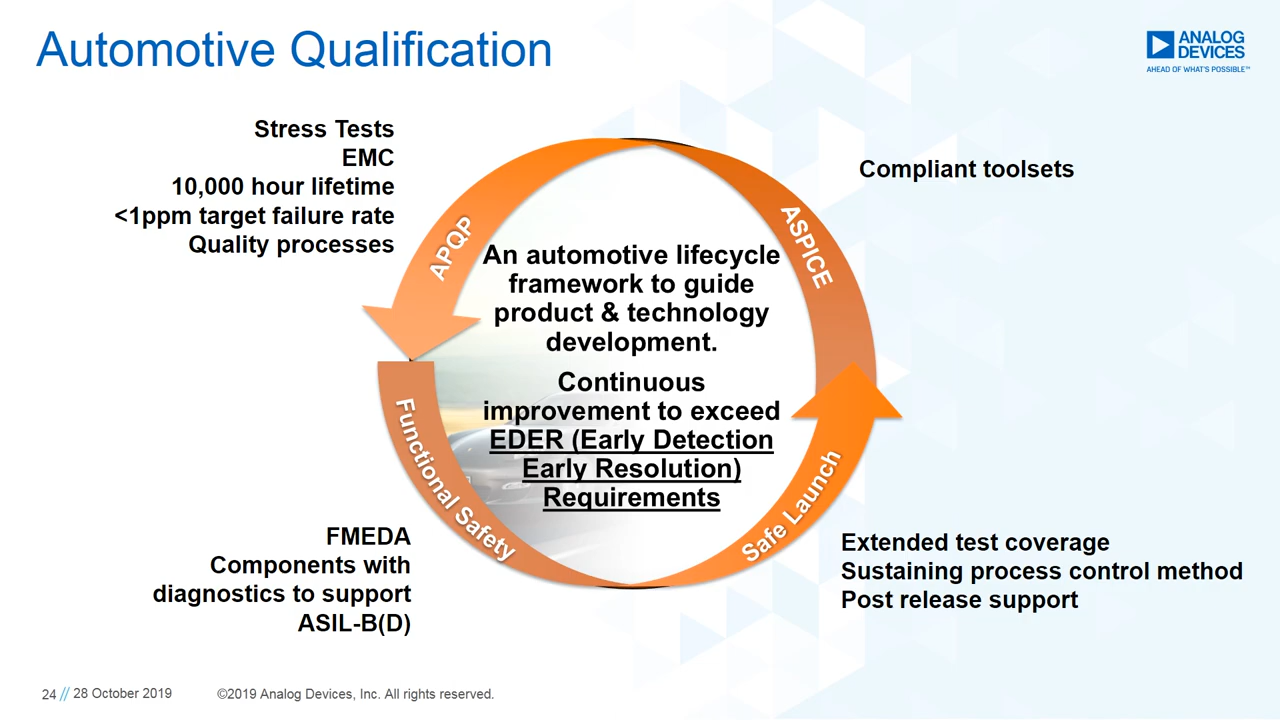 Automotive Qualification
ANALOG
DEVICES
AHEAD OF WHAT'S POSSIBLE™
Stress Tests
EMC
10,000 hour lifetime
<1ppm target failure rate
Quality processes
Compliant toolsets
APQP
ASPICE
An automotive lifecycle
framework to guide
product & technology
development.
Continuous
improvement to exceed
EDER (Early Detection
Early Resolution)
Requirements
Functional Safety
Safe Launch
FMEDA
Components with
diagnostics to support
ASIL-B(D)
Extended test coverage
Sustaining process control method
Post release support
24 // 28 October 2019
©2019 Analog Devices, Inc. All rights reserved.